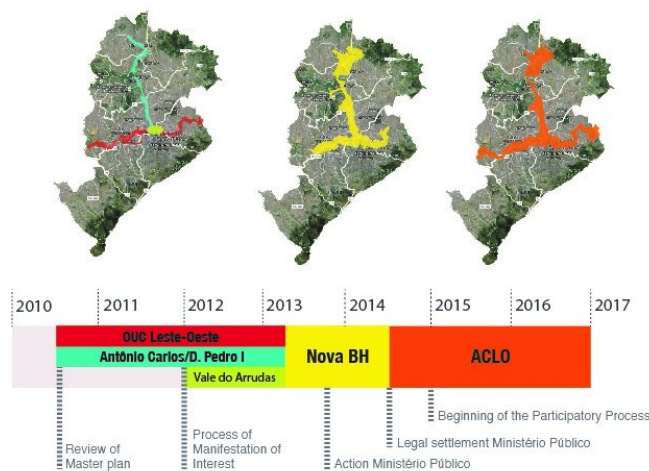 2010
2011
2012
2013
2014
2015
2016
2017
OUC Leste-Oeste
Antônio Carlos/D. Pedro I
Vale do Arrudas
Nova BH
ACLO
Review of
Master plan
Process of
Manifestation of
Interest
Action Ministério Público
Legal settlement Ministério Público
Beginning of the Participatory Process